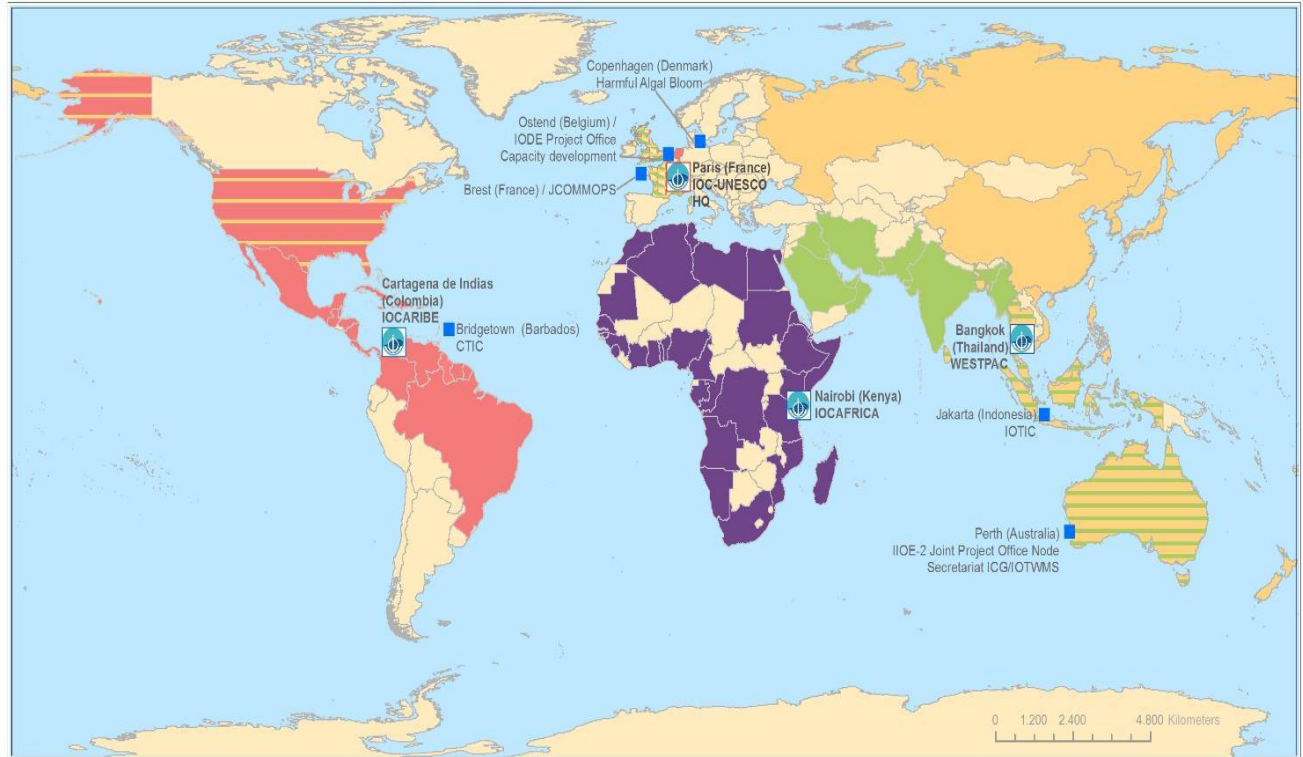 Copenhagen (Denmark)
Harmful Algal Bloom
Ostend (Belgium) /
IODE Project Office
Capacity development
Paris (France)
IOC-UNESCO
HQ
Brest (France) / JCOMMOPS
Cartagena de Indias
(Colombia)
IOCARIBE
Bridgetown (Barbados)
CTIC
Bangkok
(Thailand)
WESTPAC
Nairobi (Kenya)
IOCAFRICA
Jakarta (Indonesia)
IOTIC
Perth (Australia)
IIOE-2 Joint Project Office Node
Secretariat ICG/IOTWMS
0 1.200 2.400 4.800 Kilometers